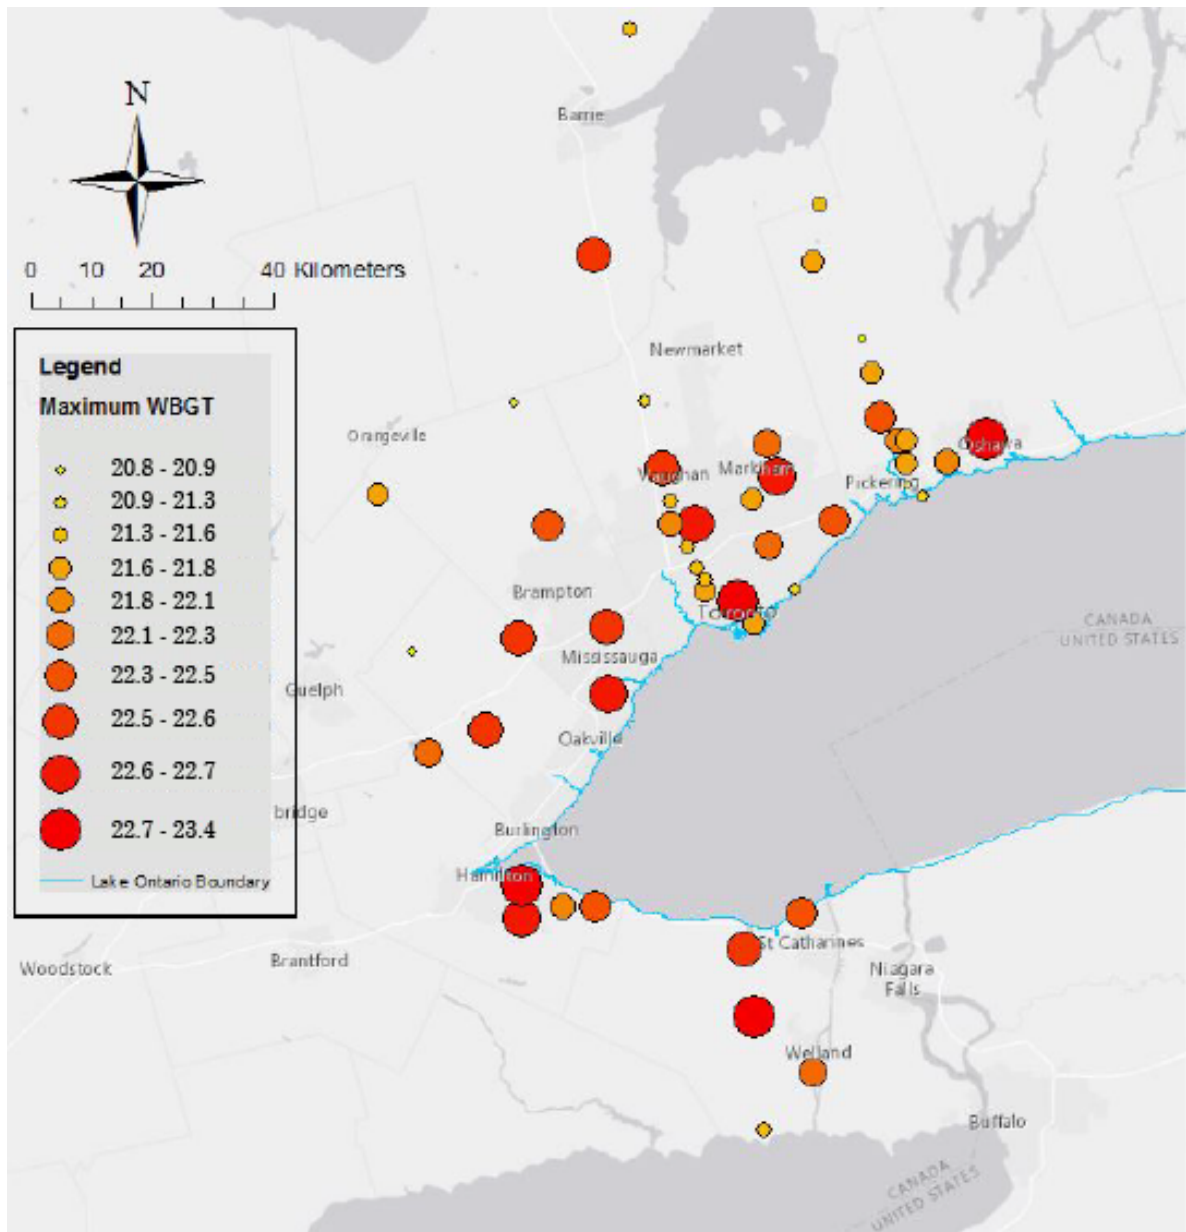 Barrie
N
0 10 20 40 Kilometers
Newmarket
Legend
Maximum WBGT
20.8 - 20.9
20.9 - 21.3
21.3 - 21.6
21.6 - 21.8
21.8 - 22.1
22.1 - 22.3
22.3 - 22.5
22.5 - 22.6
22.6 - 22.7
22.7 - 23.4
Lake Ontario Boundary
Orangeville
Oshawa
Vaughan
Markham
Pickering
Brampton
Toronto
CANADA
UNITED STATES
Mississauga
Guelph
Oakville
bridge
Burlington
Hamilton
St Catharines
Woodstock
Brantford
Niagara
Falls
Welland
Buffalo
CANADA
UNITED STATES